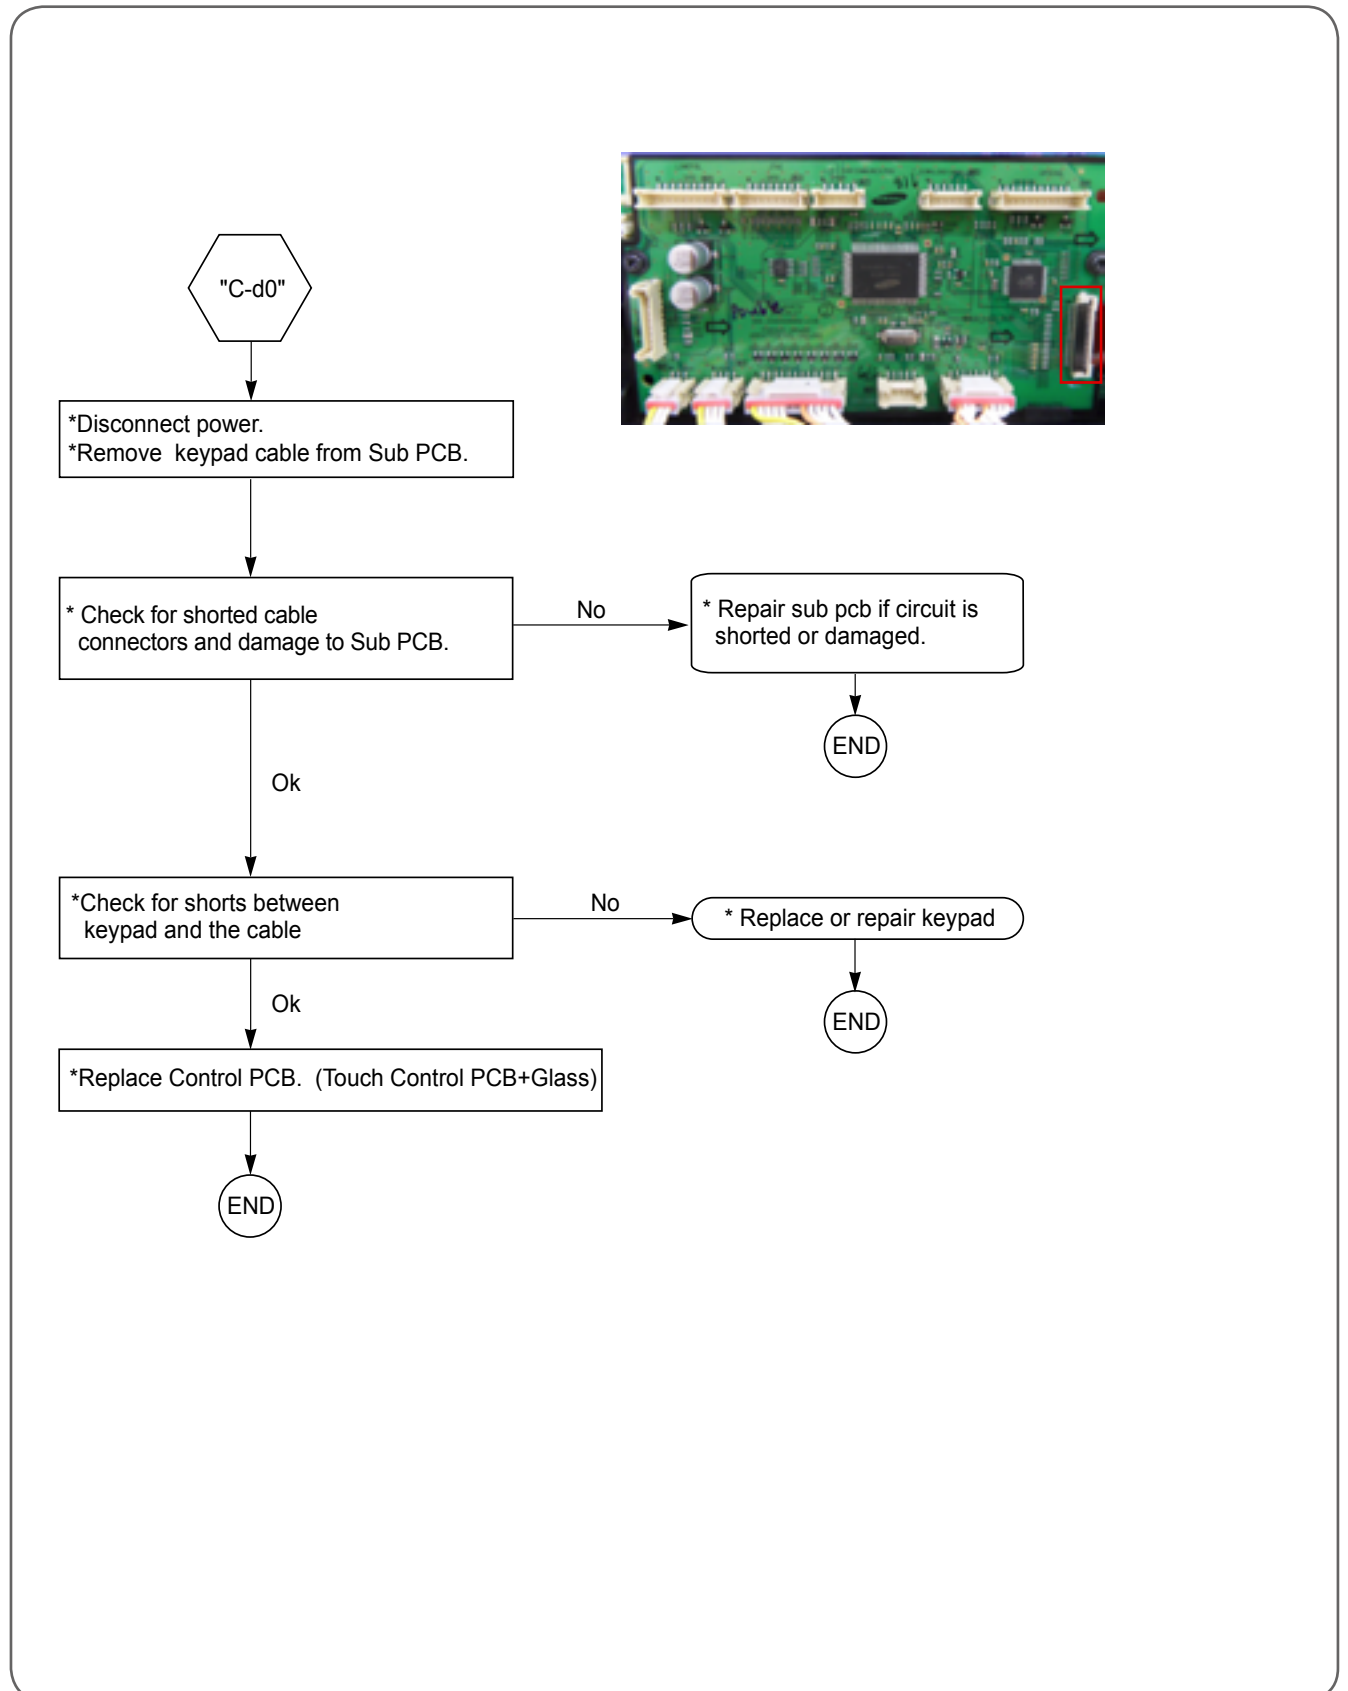 "C-d0"
*Disconnect power.
*Remove keypad cable from Sub PCB.
* Check for shorted cable
connectors and damage to Sub PCB.
No
* Repair sub pcb if circuit is
shorted or damaged.
END
Ok
*Check for shorts between
keypad and the cable
No
* Replace or repair keypad
END
Ok
*Replace Control PCB. (Touch Control PCB+Glass)
END